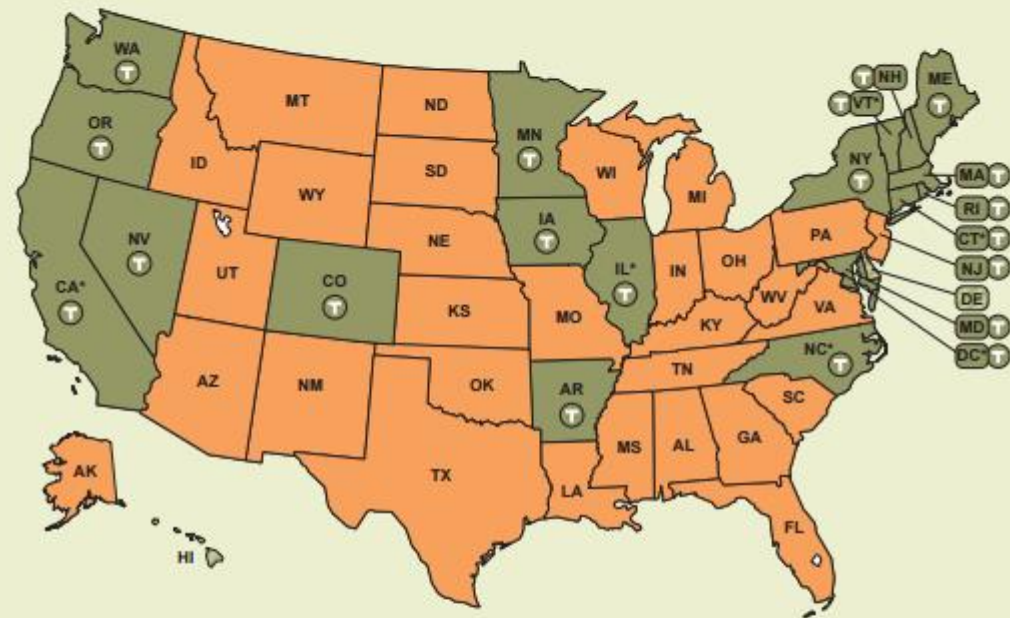 WA
T
MT
ND
MN
T
T NH
T VT*
ME
T
OR
T
ID
SD
WI
NY
T
MA T
WY
MI
RI T
NV
T
NE
IA
T
PA
CT* T
CA*
T
UT
CO
T
IL*
T
IN
OH
NJ T
KS
MO
WV
VA
DE
KY
MD T
NC*
T
DC* T
AZ
NM
OK
AR
T
TN
SC
AK
TX
LA
MS
AL
GA
FL
HI